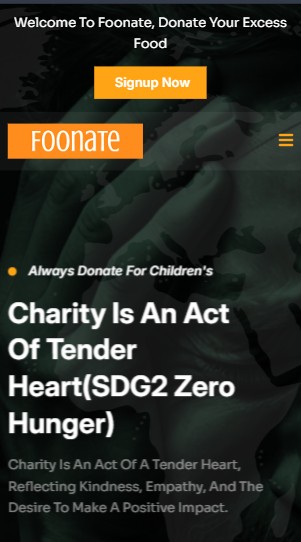 Welcome To Foonate, Donate Your Excess
Food
Signup Now
FOONATE
Always Donate For Children's
Charity Is An Act
Of Tender
Heart(SDG2 Zero
Hunger)
Charity Is An Act Of A Tender Heart,
Reflecting Kindness, Empathy, And The
Desire To Make A Positive Impact.